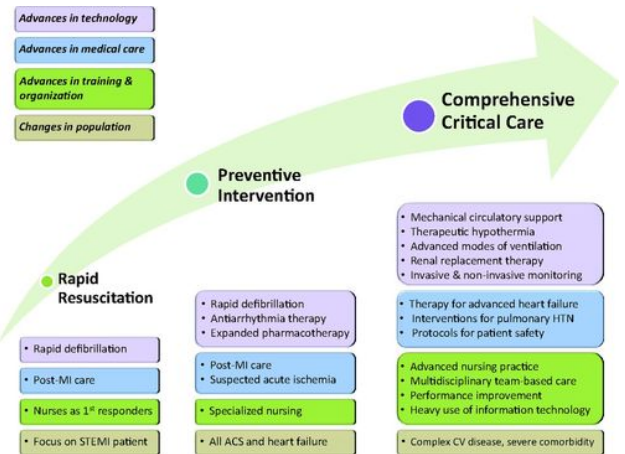 Advances in technology
Advances in medical care
Advances in training &
organization
Changes in population
Comprehensive
Critical Care
Preventive
Intervention
Rapid
Resuscitation
• Rapid defibrillation
Post-MI care
• Nurses as 1st responders
• Focus on STEMI patient
• Rapid defibrillation
• Antiarrhythmia therapy
• Expanded pharmacotherapy
• Post-MI care
• Suspected acute ischemia
• Specialized nursing
• All ACS and heart failure
• Mechanical circulatory support
• Therapeutic hypothermia
• Advanced modes of ventilation
• Renal replacement therapy
• Invasive & non-invasive monitoring
• Therapy for advanced heart failure
• Interventions for pulmonary HTN
• Protocols for patient safety
• Advanced nursing practice
• Multidisciplinary team-based care
• Performance improvement
• Heavy use of information technology
• Complex CV disease, severe comorbidity